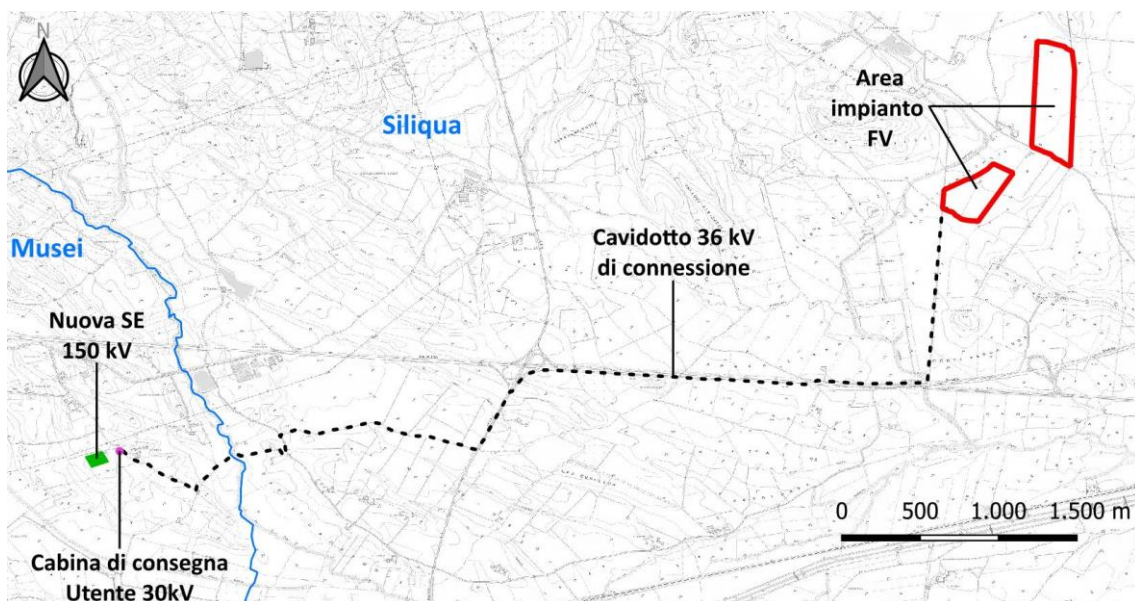 N
Area
impianto
FV
Siliqua
Cavidotto 36 kV
di connessione
Musei
Nuova SE
150 kV
0 500 1.000 1.500 m
Cabina di consegna
Utente 30kV